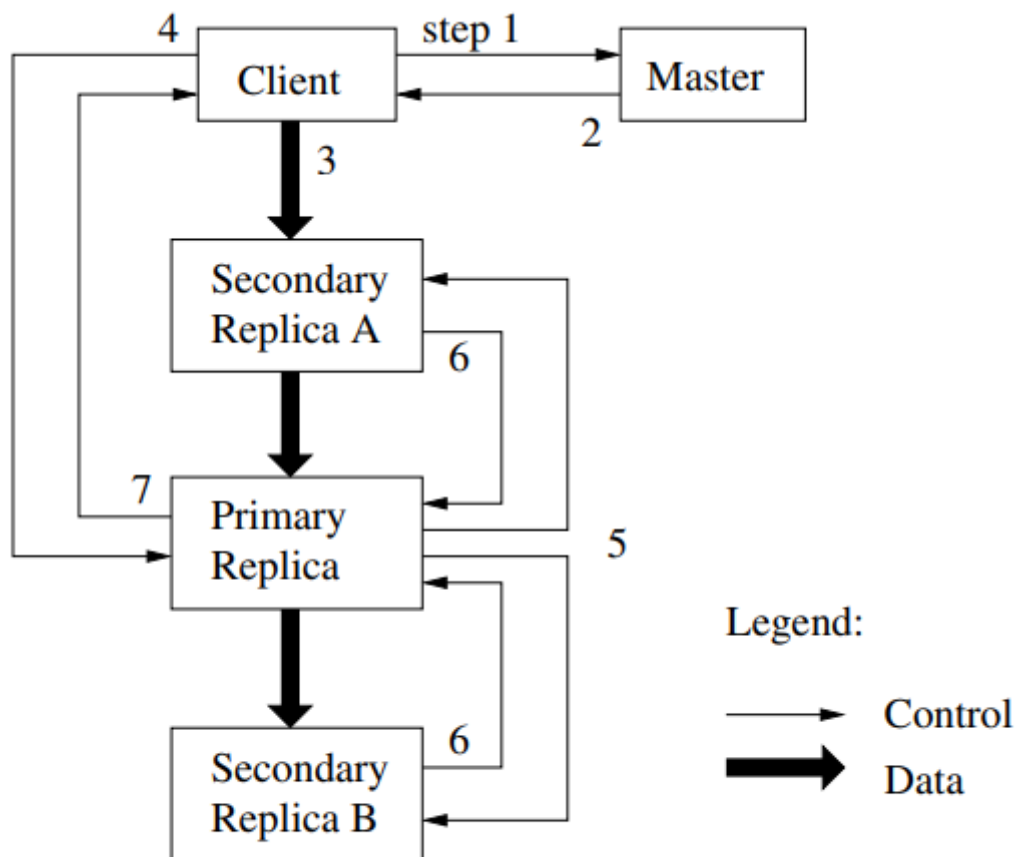 4
step 1
Client
Master
2
3
Secondary
Replica A
6
7
Primary
Replica
5
Legend:
Control
6
Secondary
Replica B
Data